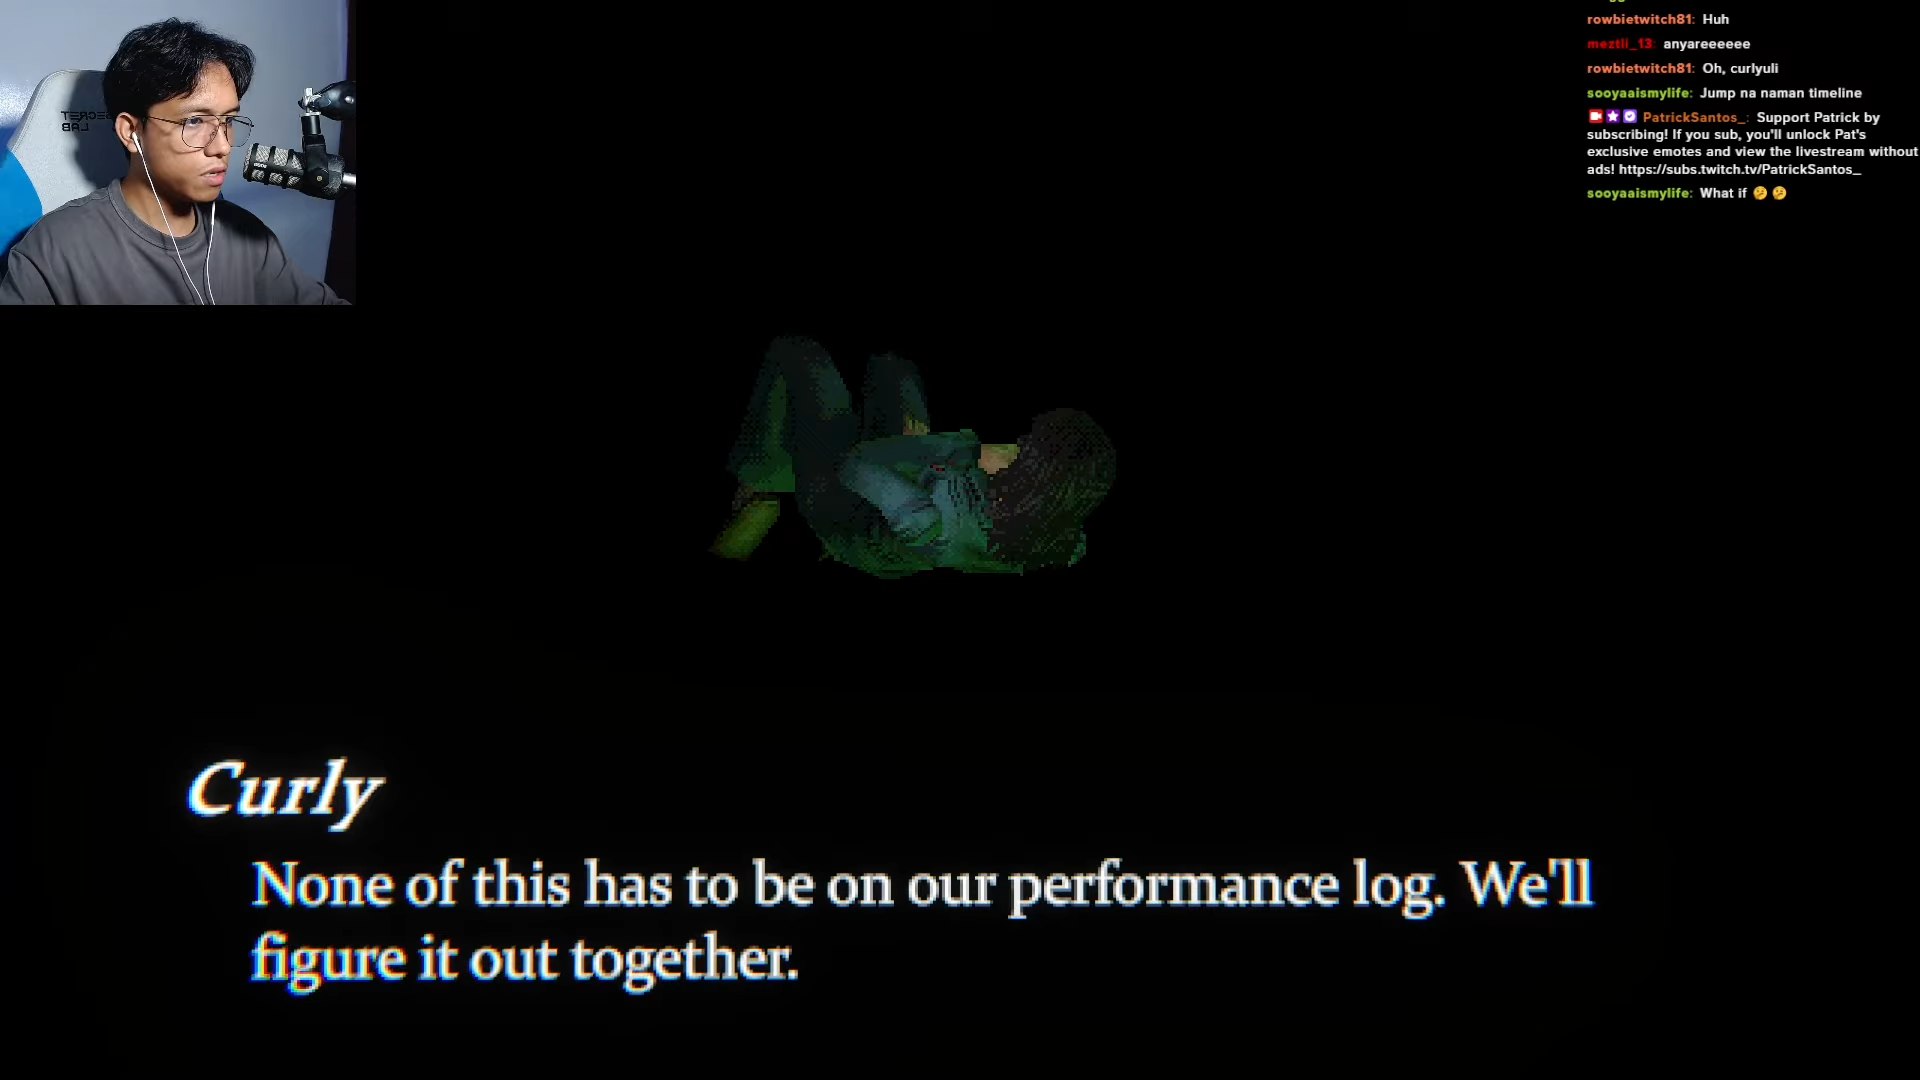 rowbietwitch81: Huh
meztli_13: anyareeeeee
rowbietwitch81: Oh, curlyuli
sooyaaismylife: Jump na naman timeline
PatrickSantos_: Support Patrick by
subscribing! If you sub, you'll unlock Pat's
exclusive emotes and view the livestream without
ads! https://subs.twitch.tv/PatrickSantos_
sooyaaismylife: What if 🤔 🤔
SECRET
LAB
Curly
None of this has to be on our performance log. We'll
figure it out together.